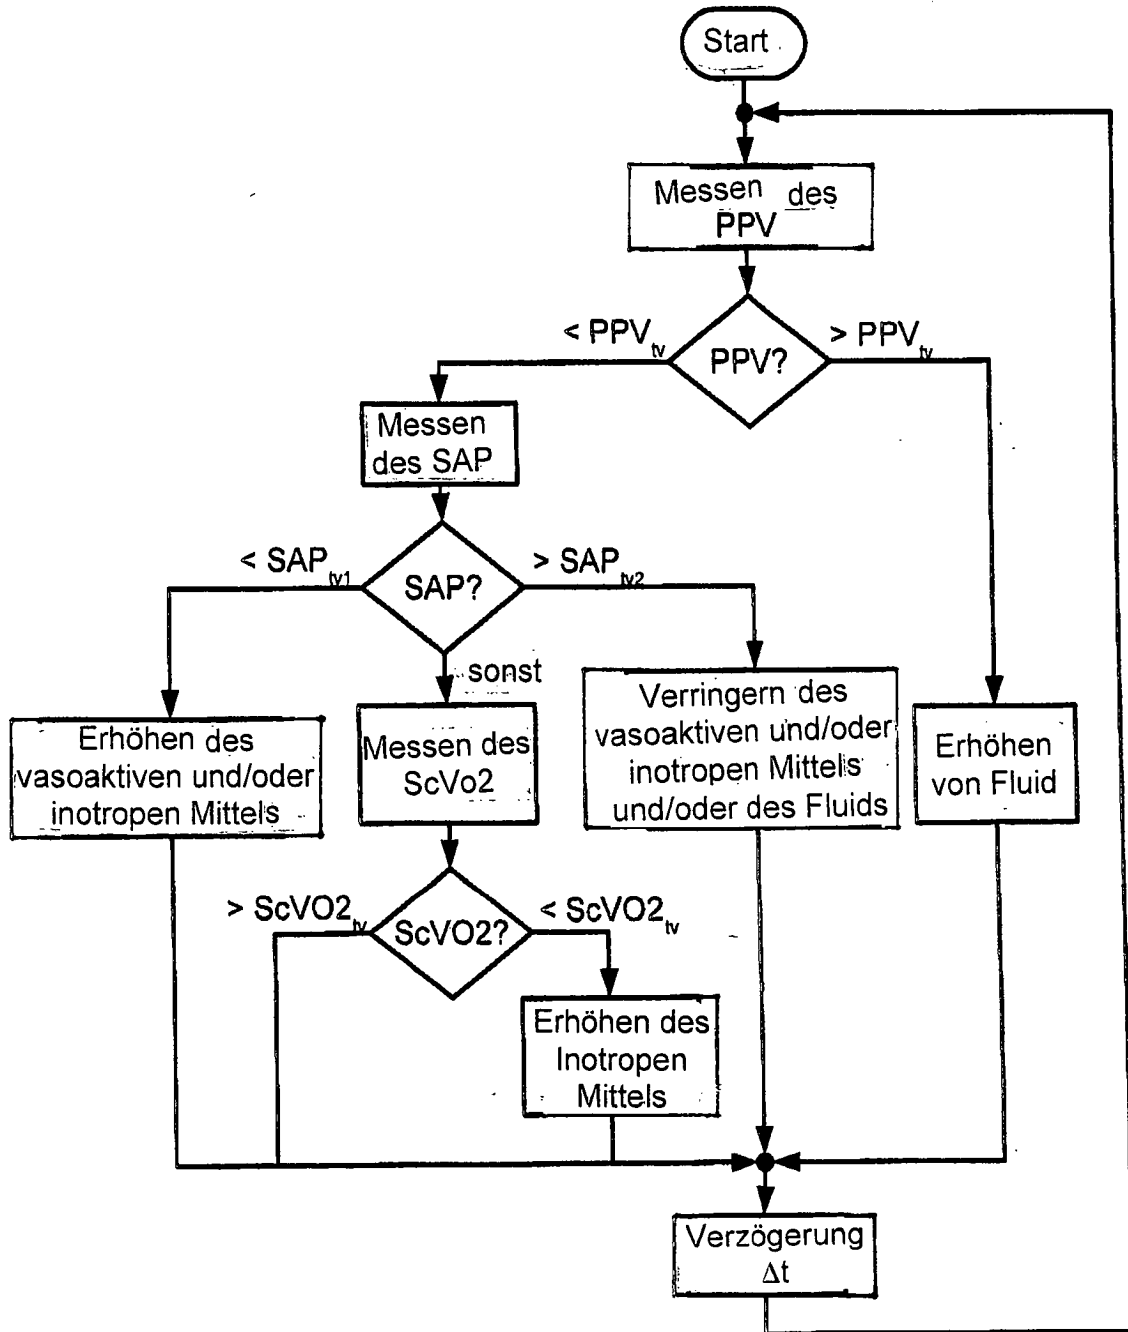 Start
Messen des
PPV
< PPVtv
PPV?
> PPVtv
Messen
des SAP
< SAPtv1
SAP?
> SAPtv2
sonst
Erhöhen des
vasoaktiven und/oder
inotropen Mittels
Messen des
ScVo2
Verringern des
vasoaktiven und/oder
inotropen Mittels
und/oder des Fluids
Erhöhen
von Fluid
> ScVO2tv
ScVO2?
< ScVO2tv
Erhöhen des
Inotropen
Mittels
Verzögerung
Δt